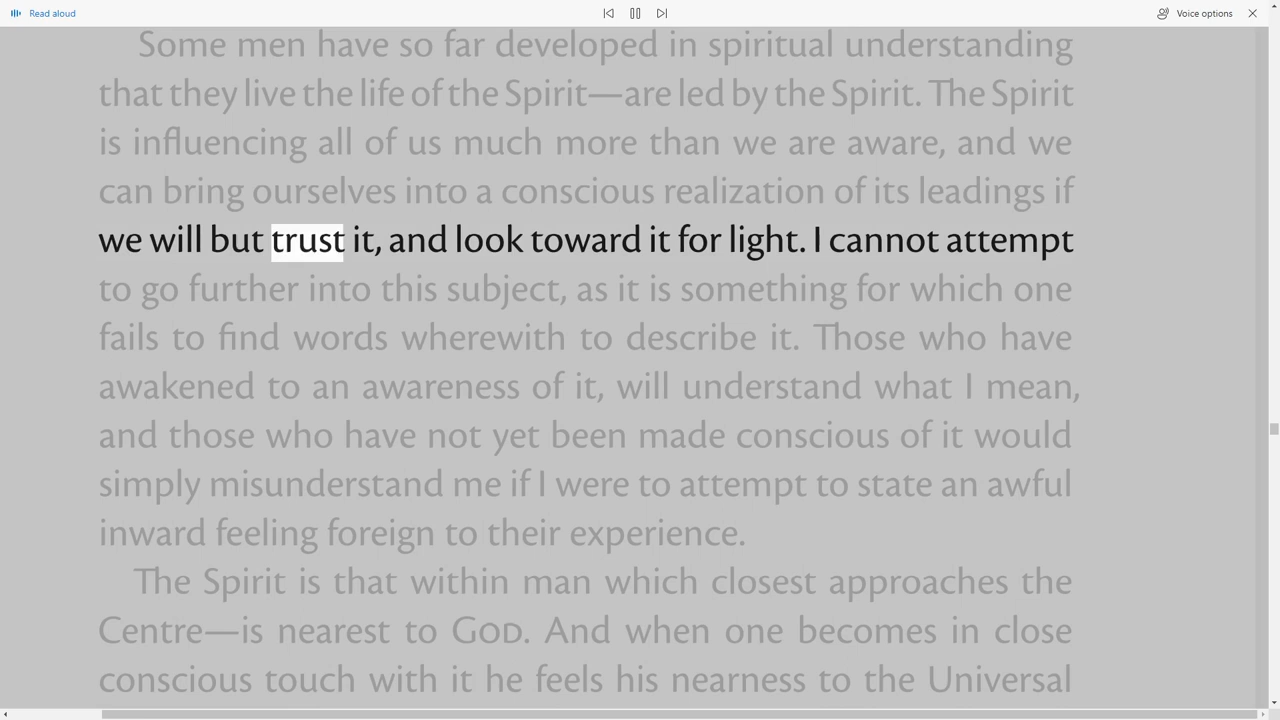 Read aloud
Voice options
Some men have so far developed in spiritual understanding
that they live the life of the Spirit—are led by the Spirit. The Spirit
is influencing all of us much more than we are aware, and we
can bring ourselves into a conscious realization of its leadings if
we will but trust it, and look toward it for light. I cannot attempt
to go further into this subject, as it is something for which one
fails to find words wherewith to describe it. Those who have
awakened to an awareness of it, will understand what I mean,
and those who have not yet been made conscious of it would
simply misunderstand me if I were to attempt to state an awful
inward feeling foreign to their experience.
The Spirit is that within man which closest approaches the
Centre—is nearest to GOD. And when one becomes in close
conscious touch with it he feels his nearness to the Universal